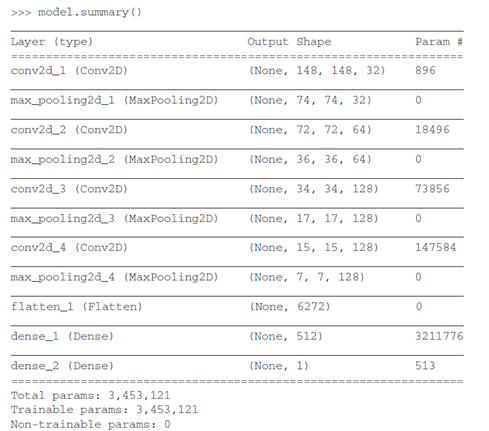 >>> model.summary()
Layer (type) Output Shape Param #
================================================================
conv2d_1 (Conv2D) (None, 148, 148, 32) 896
max_pooling2d_1 (MaxPooling2D) (None, 74, 74, 32) 0
conv2d_2 (Conv2D) (None, 72, 72, 64) 18496
max_pooling2d_2 (MaxPooling2D) (None, 36, 36, 64) 0
conv2d_3 (Conv2D) (None, 34, 34, 128) 73856
max_pooling2d_3 (MaxPooling2D) (None, 17, 17, 128) 0
conv2d_4 (Conv2D) (None, 15, 15, 128) 147584
max_pooling2d_4 (MaxPooling2D) (None, 7, 7, 128) 0
flatten_1 (Flatten) (None, 6272) 0
dense_1 (Dense) (None, 512) 3211776
dense_2 (Dense) (None, 1) 513
================================================================
Total params: 3,453,121
Trainable params: 3,453,121
Non-trainable params: 0